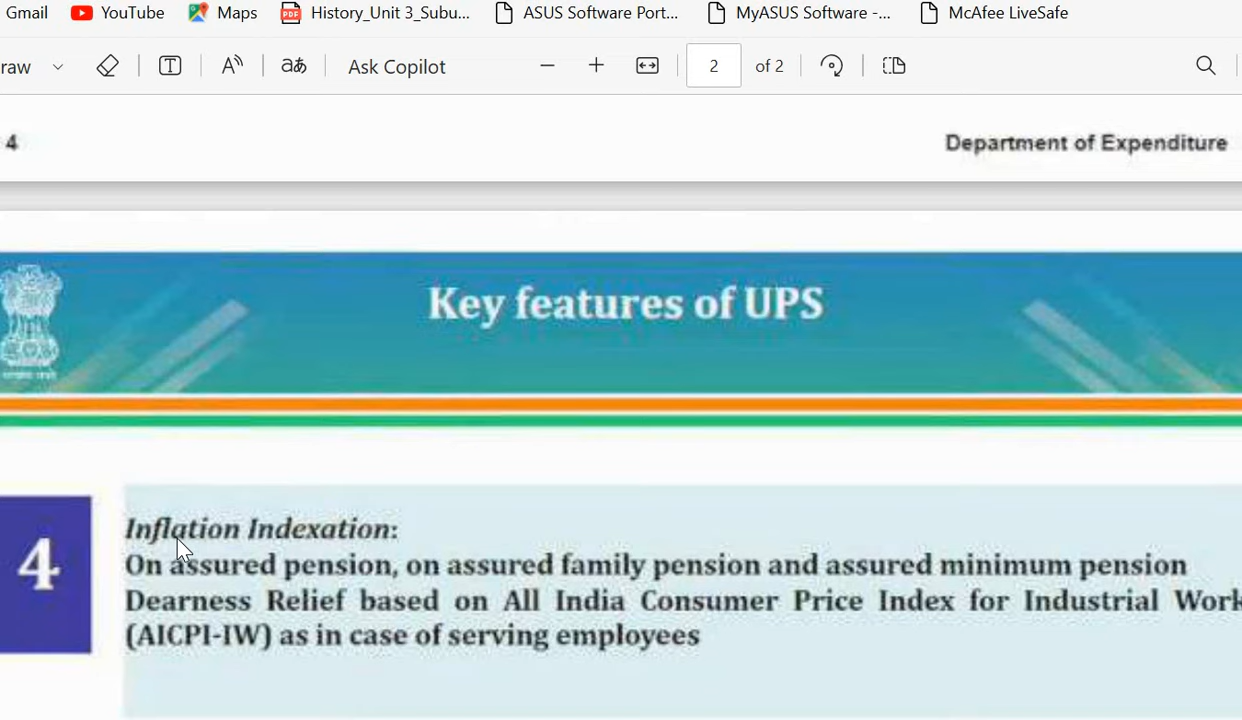 Gmail YouTube Maps History_Unit 3_Subu... ASUS Software Port... MyASUS Software -... McAfee LiveSafe
raw Ask Copilot 2 of 2
4 Department of Expenditure
Key features of UPS
4
Inflation Indexation:
On assured pension, on assured family pension and assured minimum pension
Dearness Relief based on All India Consumer Price Index for Industrial Work
(AICPI-IW) as in case of serving employees